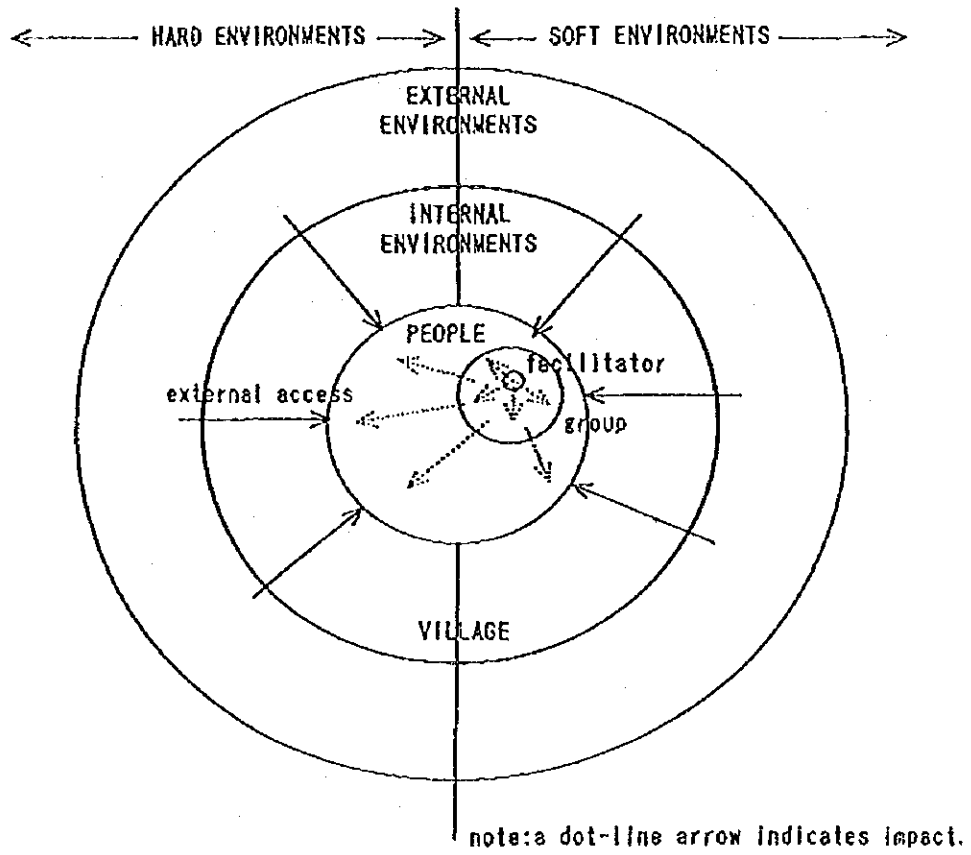 HARD ENVIRONMENTS
SOFT ENVIRONMENTS
EXTERNAL
ENVIRONMENTS
INTERNAL
ENVIRONMENTS
PEOPLE
facilitator
external access
group
VILLAGE
note:a dot-line arrow indicates impact.